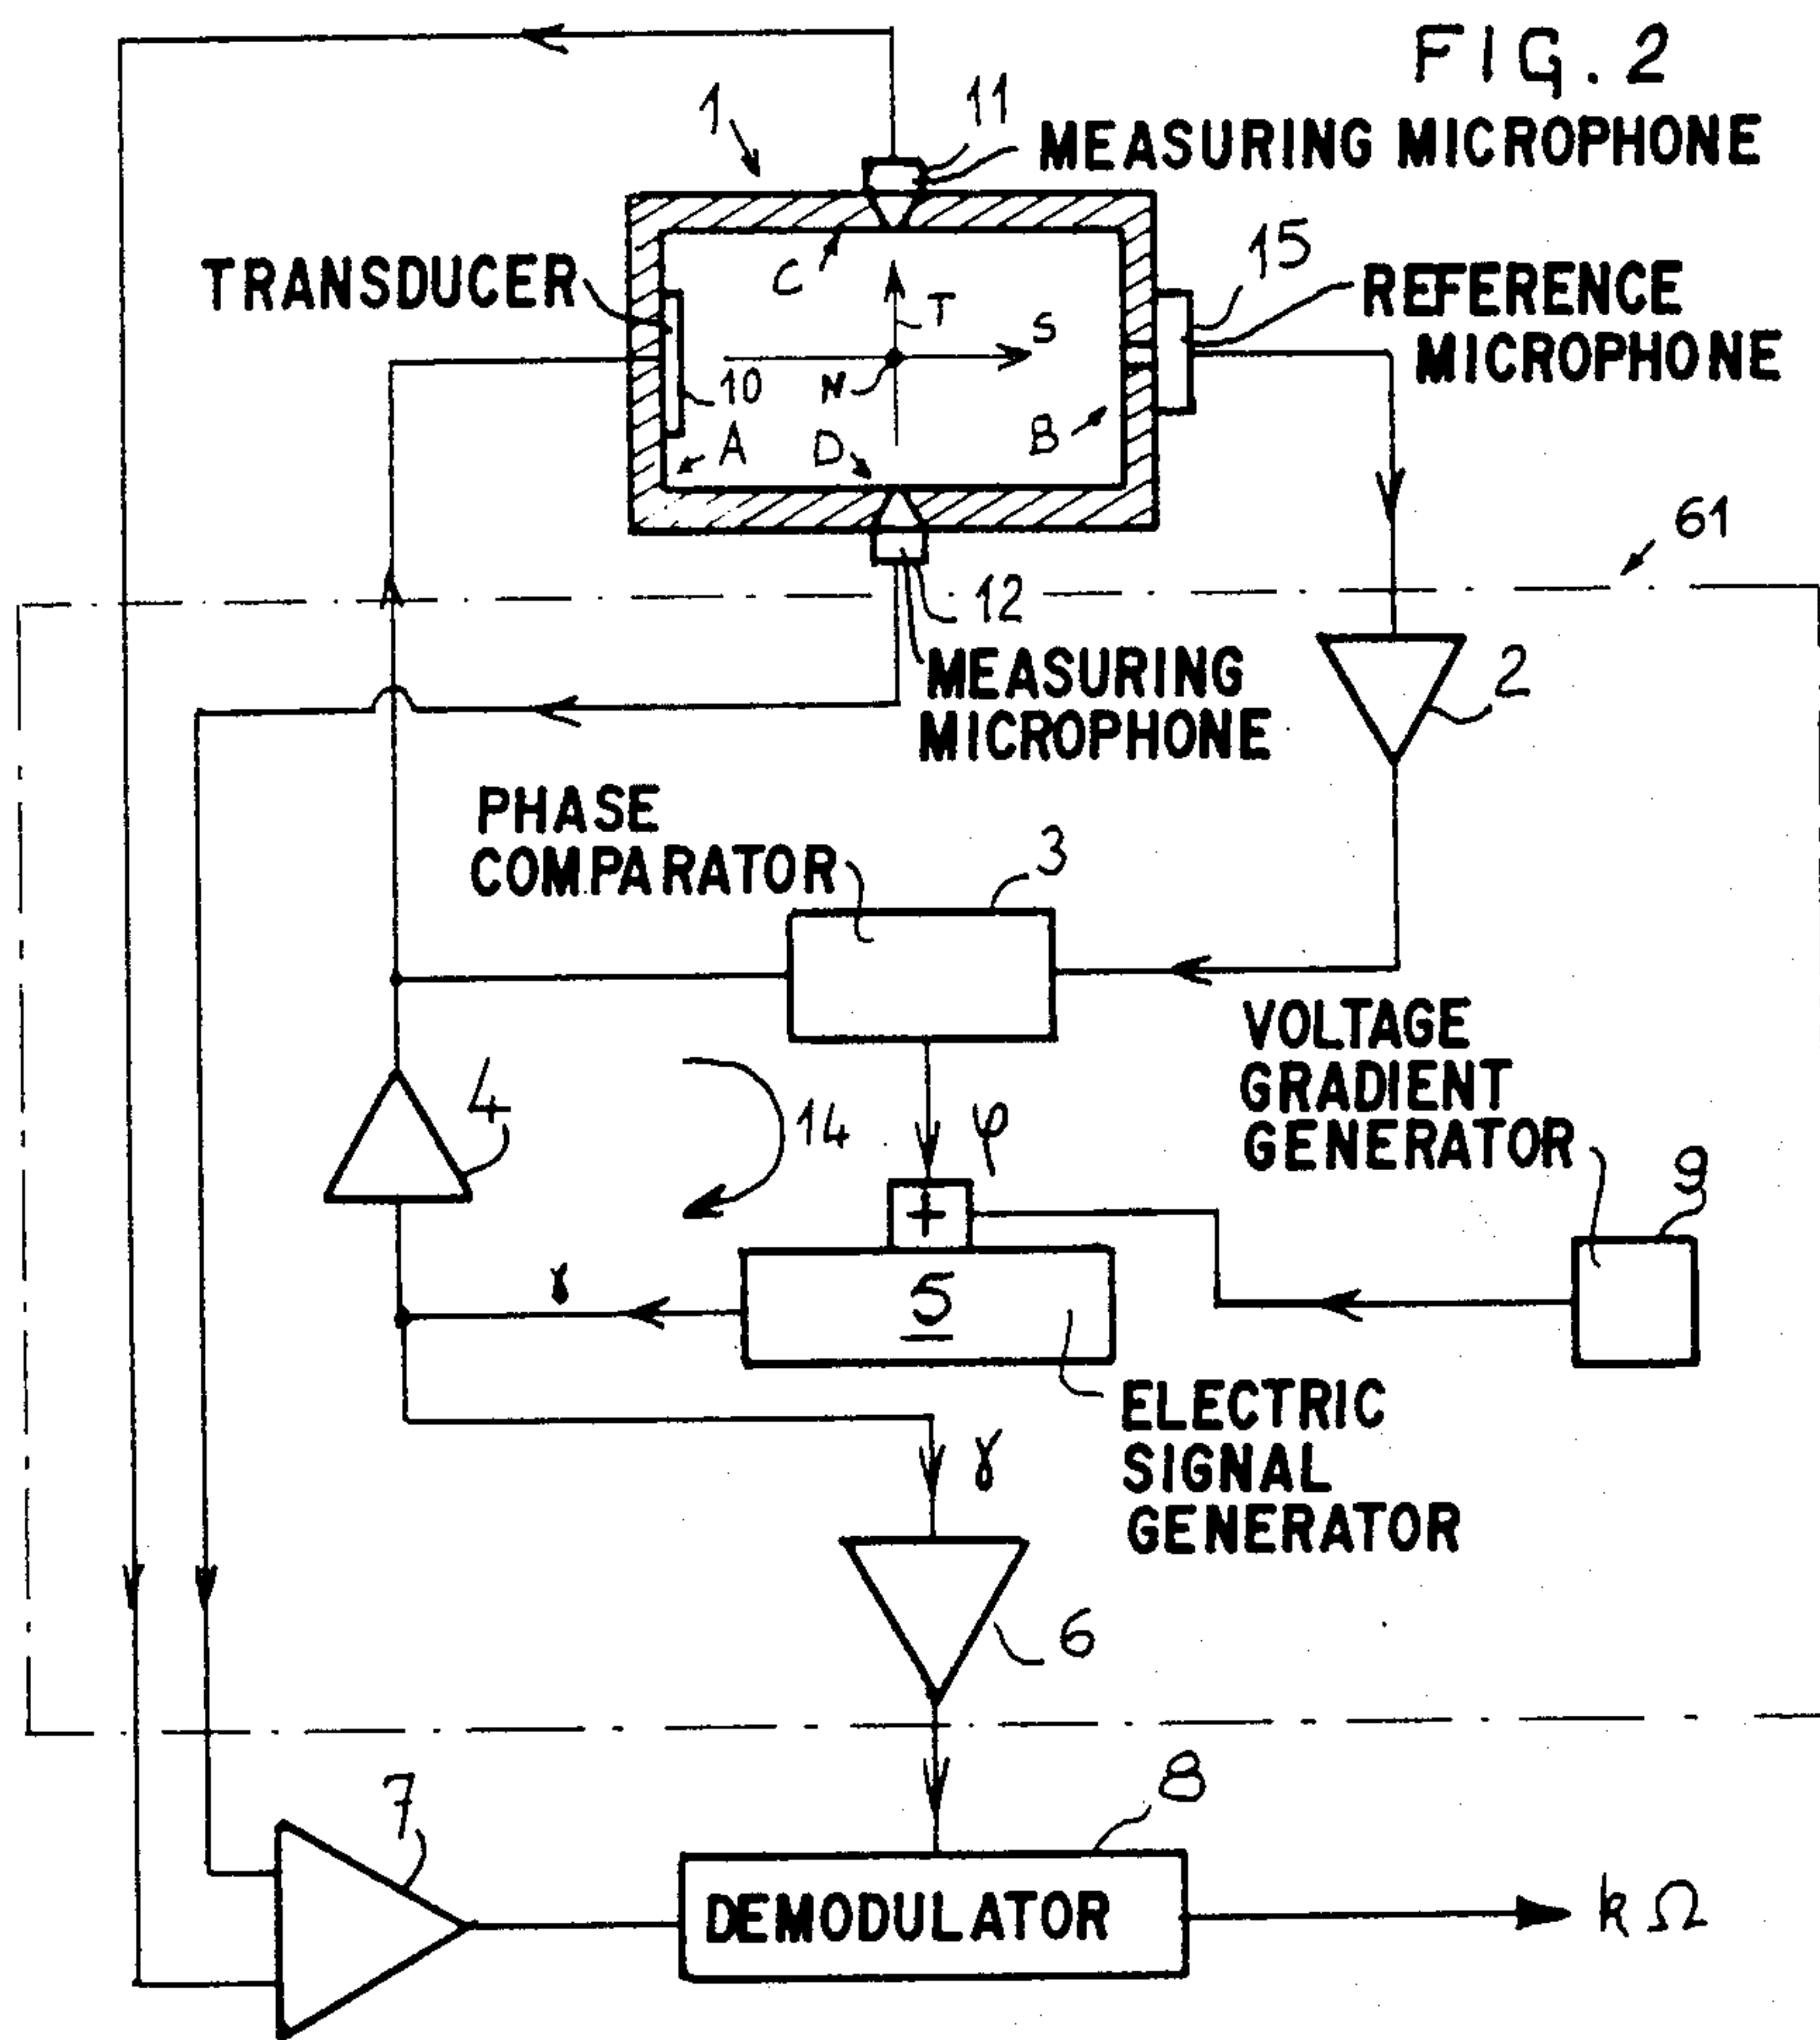 FIG. 2
1
11
MEASURING MICROPHONE
TRANSDUCER
C
15
REFERENCE
MICROPHONE
T
S
10
N
A
D
B
61
12
MEASURING
MICROPHONE
2
PHASE
COMPARATOR
3
VOLTAGE
GRADIENT
GENERATOR
4
14
φ
9
+
γ
5
ELECTRIC
SIGNAL
GENERATOR
γ
6
7
8
DEMODULATOR
kΩ